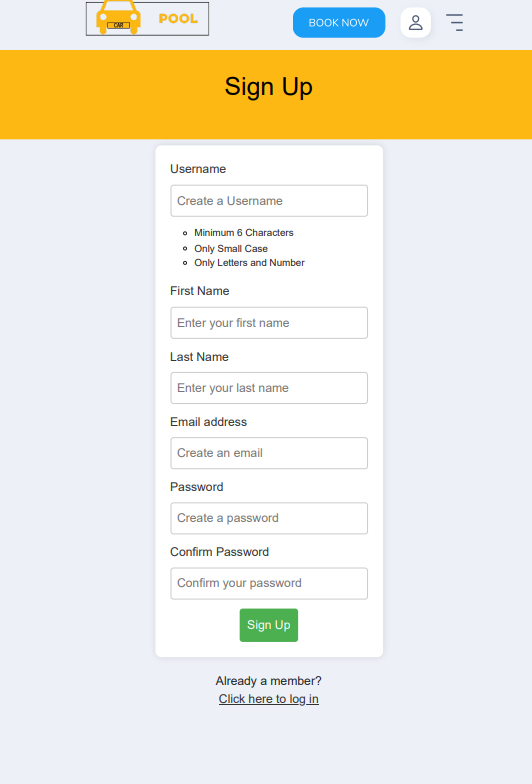 CAR
POOL
BOOK NOW
Sign Up
Username
Create a Username
Minimum 6 Characters
Only Small Case
Only Letters and Number
First Name
Enter your first name
Last Name
Enter your last name
Email address
Create an email
Password
Create a password
Confirm Password
Confirm your password
Sign Up
Already a member?
Click here to log in